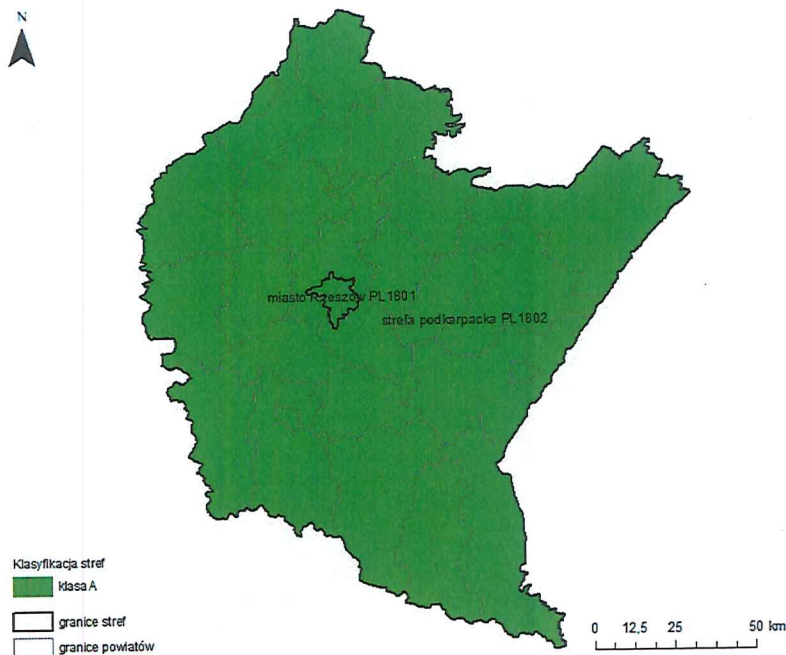 N
miasto Rzeszów PL1801
strefa podkarpacka PL1802
Klasyfikacja stref
klasa A
granice stref
granice powiatów
0 12,5 25 50 km